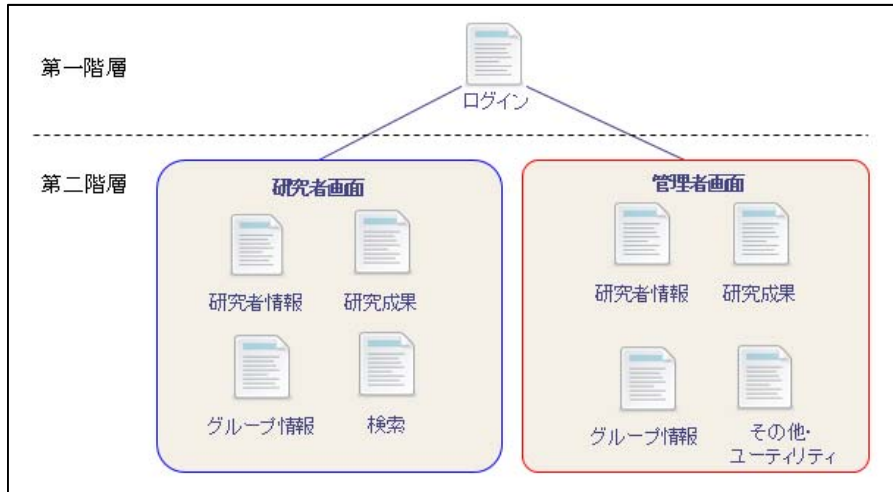 第一階層
ログイン
第二階層
研究者画面
研究者情報
研究成果
グループ情報
検索
管理者画面
研究者情報
研究成果
グループ情報
その他・
ユーティリティ